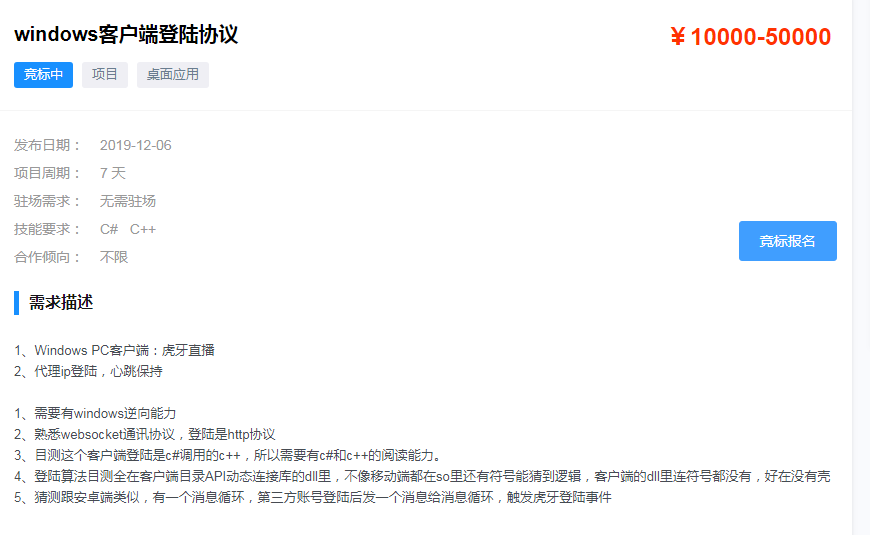 windows客户端登陆协议
￥10000-50000
竞标中 项目 桌面应用
发布日期： 2019-12-06
项目周期： 7 天
驻场需求： 无需驻场
技能要求： C# C++
竞标报名
合作倾向： 不限
需求描述
1、Windows PC客户端：虎牙直播
2、代理ip登陆，心跳保持
1、需要有windows逆向能力
2、熟悉websocket通讯协议，登陆是http协议
3、目测这个客户端登陆是c#调用的c++，所以需要有c#和c++的阅读能力。
4、登陆算法目测全在客户端目录API动态连接库的dll里，不像移动端都在so里还有符号能猜到逻辑，客户端的dll里连符号都没有，好在没有壳
5、猜测跟安卓端类似，有一个消息循环，第三方账号登陆后发一个消息给消息循环，触发虎牙登陆事件